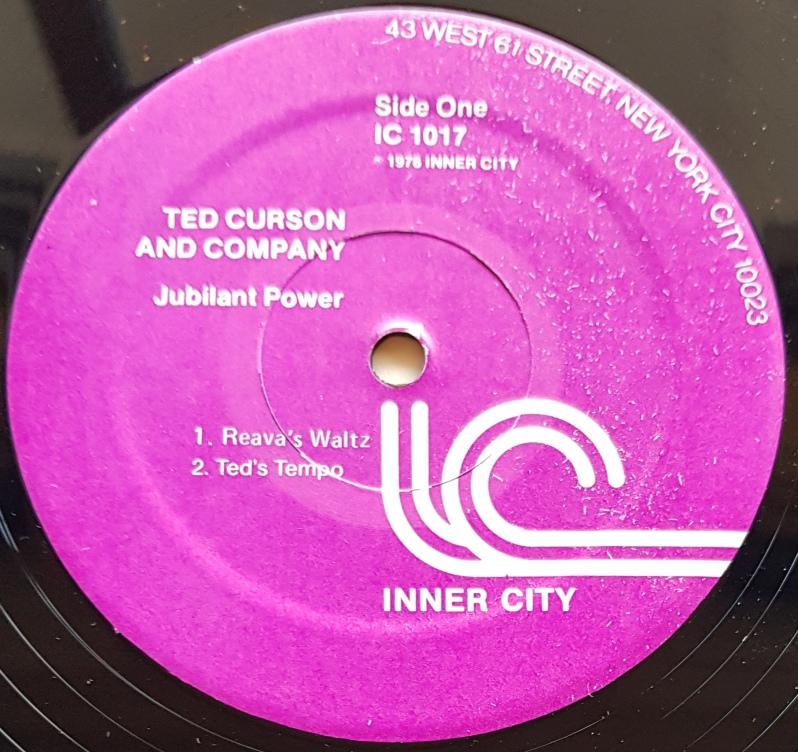 43 WEST 61 STREET, NEW YORK CITY 10023
Side One
IC 1017
℗ 1976 INNER CITY
TED CURSON
AND COMPANY
Jubilant Power
1. Reava's Waltz
2. Ted's Tempo
IC
INNER CITY